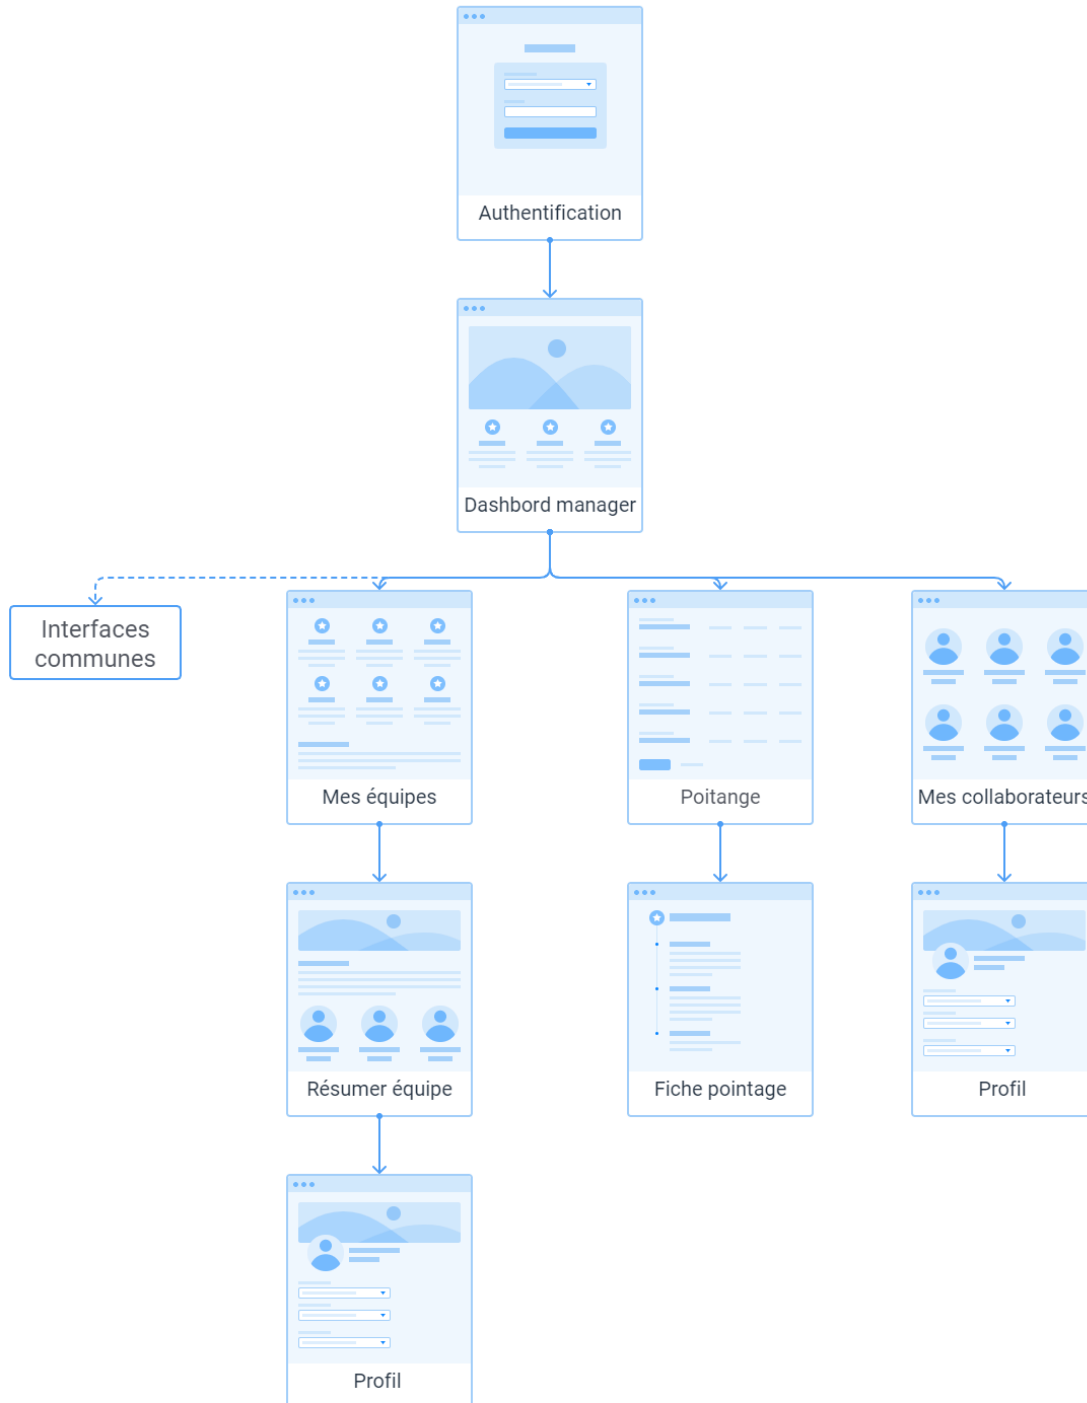 Authentification
Dashbord manager
Interfaces
communes
Mes équipes
Poitange
Mes collaborateurs
Résumer équipe
Fiche pointage
Profil
Profil